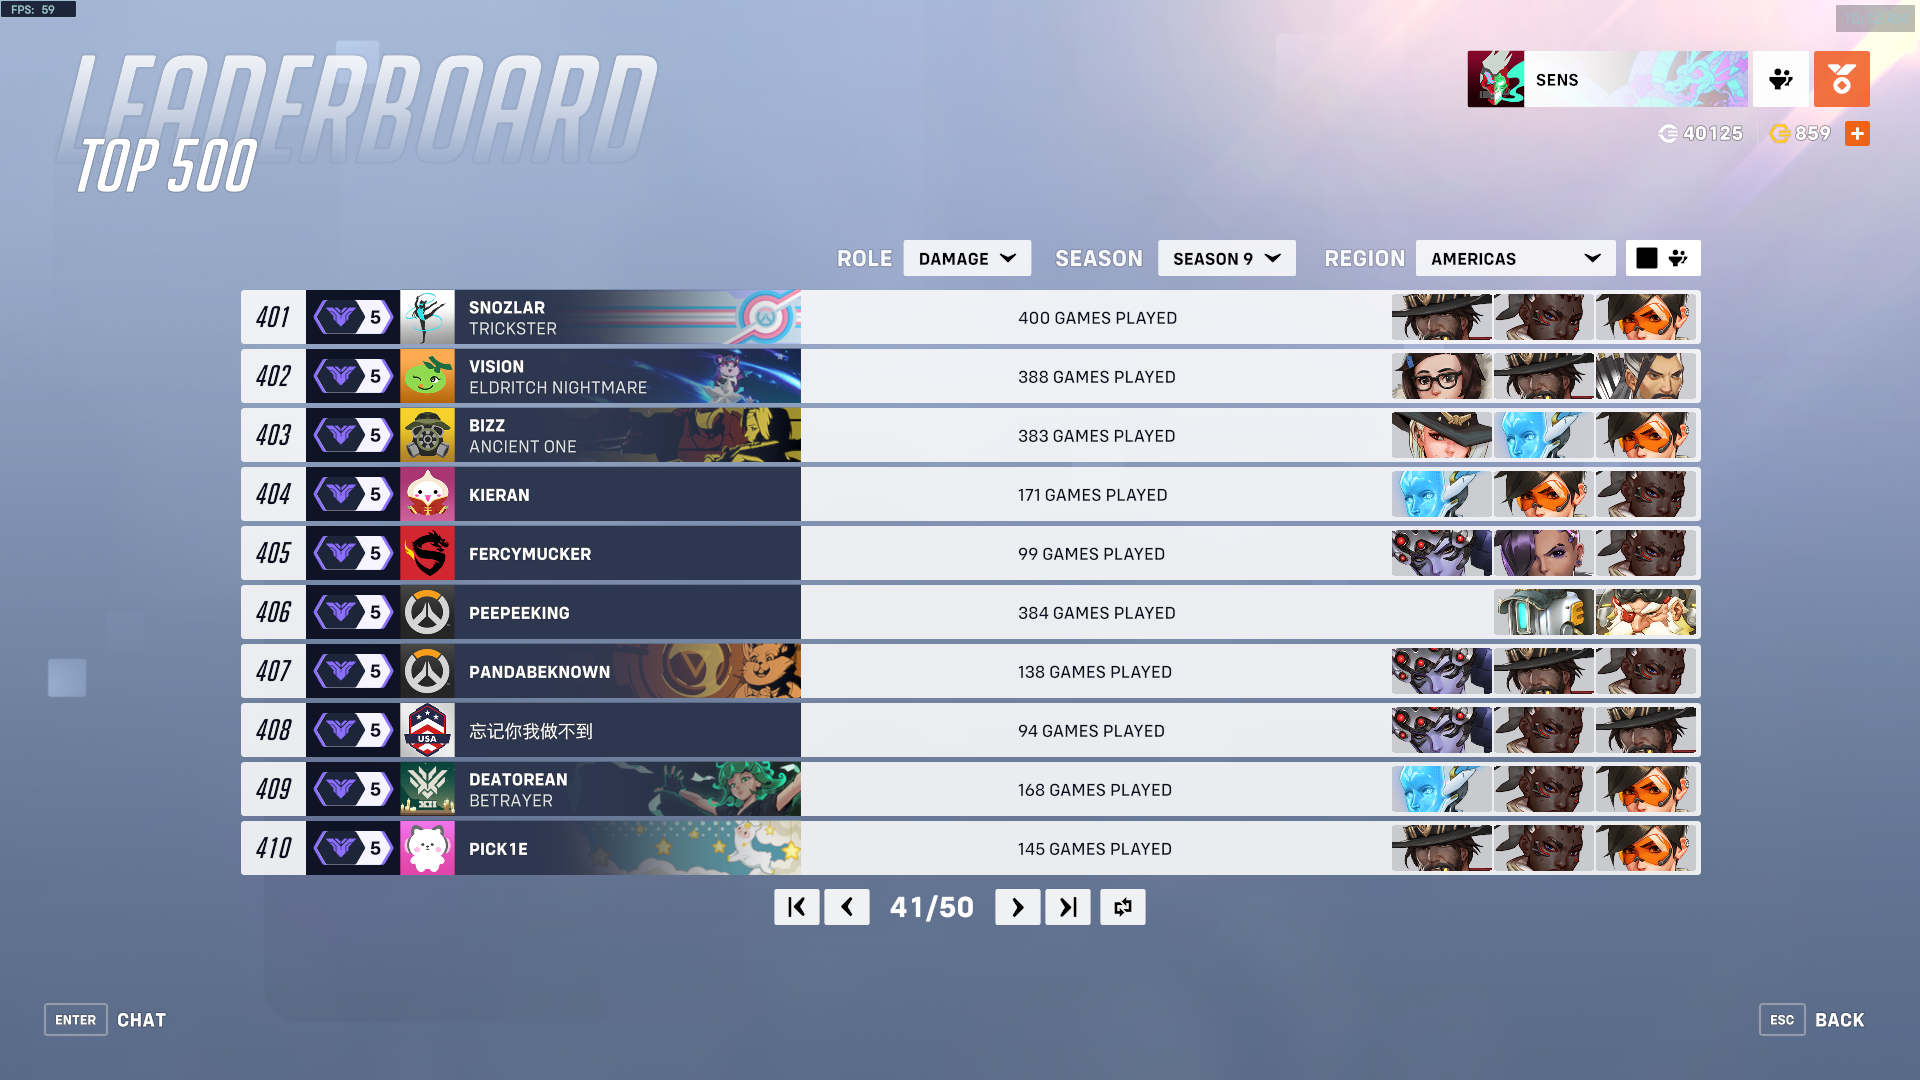 FPS: 59
LEADERBOARD
TOP 500
SENS
40125
859
ROLE
DAMAGE
SEASON
SEASON 9
REGION
AMERICAS
401
5
SNOZLAR
TRICKSTER
400 GAMES PLAYED
402
5
VISION
ELDRITCH NIGHTMARE
388 GAMES PLAYED
403
5
BIZZ
ANCIENT ONE
383 GAMES PLAYED
404
5
KIERAN
171 GAMES PLAYED
405
5
FERCYMUCKER
99 GAMES PLAYED
406
5
PEEPEEKING
384 GAMES PLAYED
407
5
PANDABEKNOWN
138 GAMES PLAYED
408
5
USA
忘记你我做不到
94 GAMES PLAYED
409
5
XII
DEATOREAN
BETRAYER
168 GAMES PLAYED
410
5
PICK1E
145 GAMES PLAYED
41/50
ENTER
CHAT
ESC
BACK